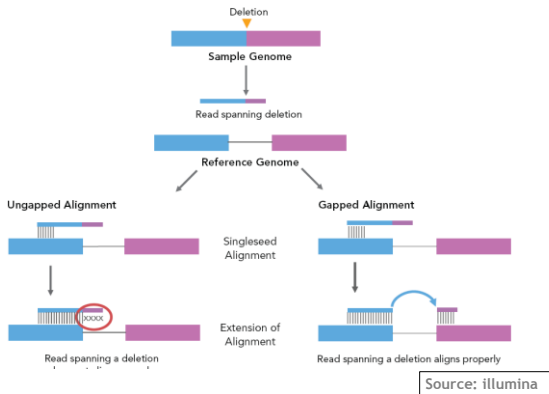 Deletion
Sample Genome
Read spanning deletion
Reference Genome
Ungapped Alignment
Gapped Alignment
Singleseed
Alignment
xxxx
Extension of
Alignment
Read spanning a deletion
Read spanning a deletion aligns properly
Source: illumina